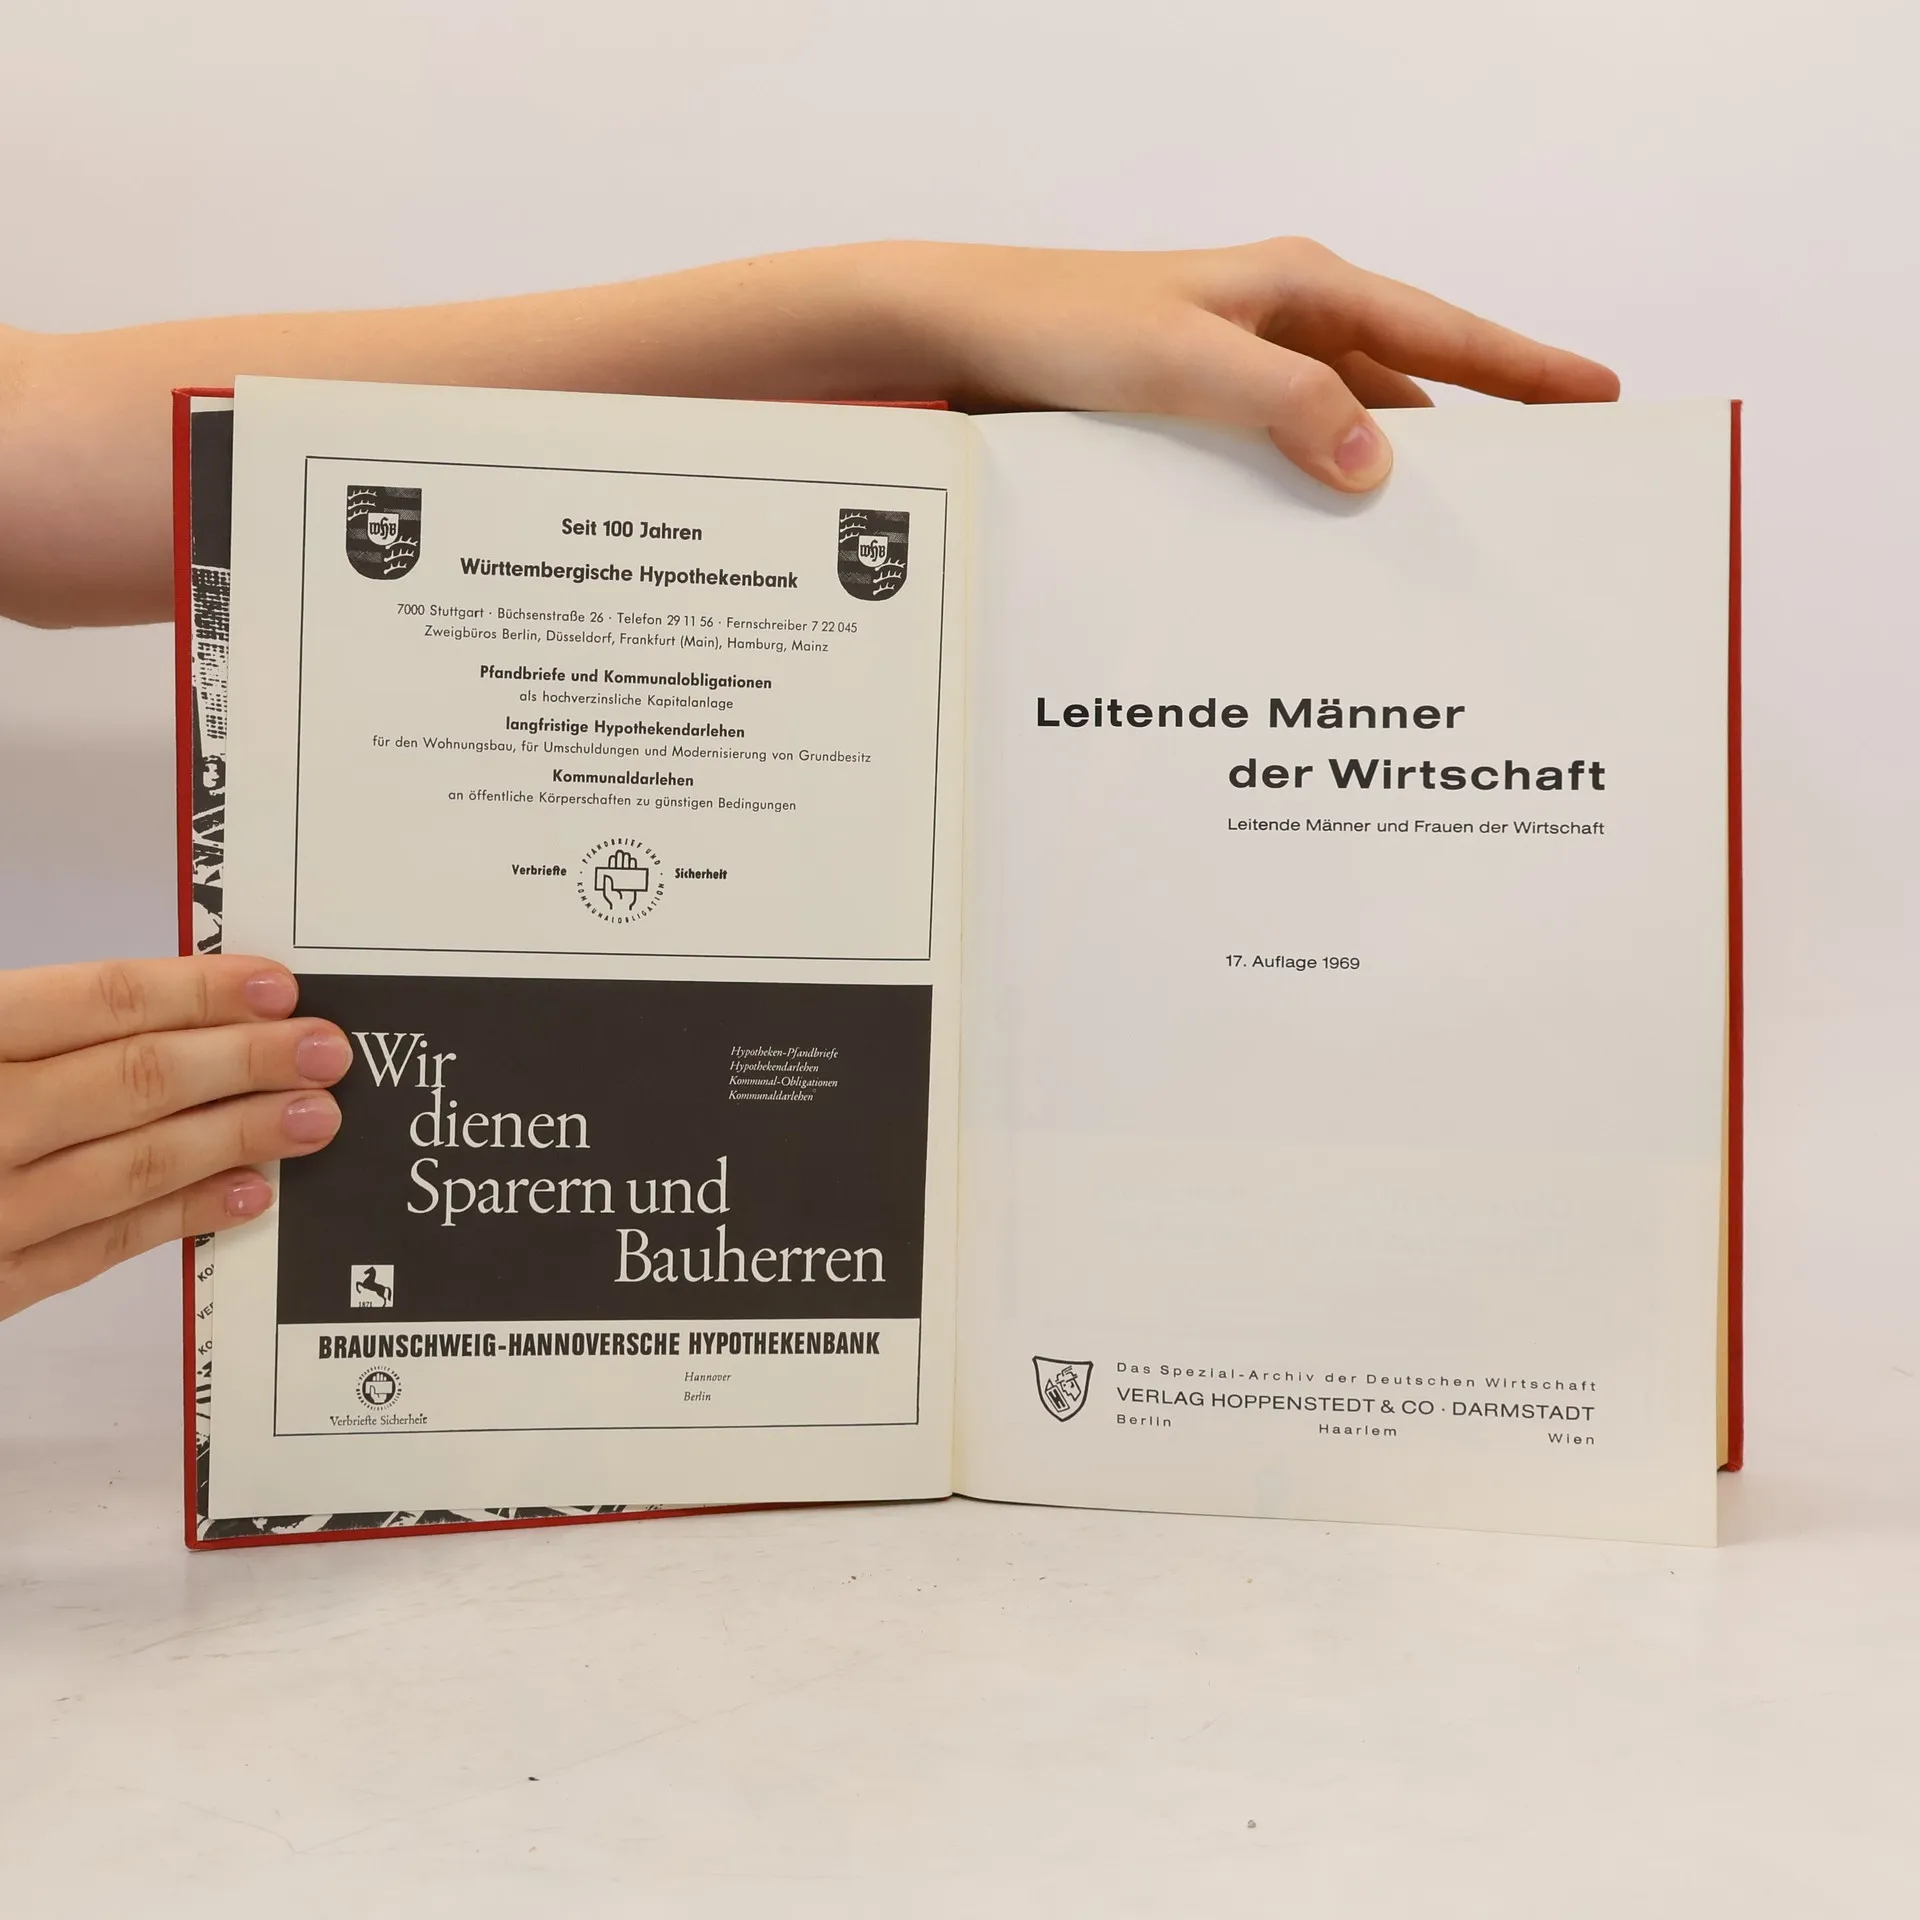 Seit 100 Jahren
Württembergische Hypothekenbank
7000 Stuttgart · Büchsenstraße 26 · Telefon 29 11 56 · Fernschreiber 7 22 045
Zweigbüros Berlin, Düsseldorf, Frankfurt (Main), Hamburg, Mainz
Pfandbriefe und Kommunalobligationen
als hochverzinsliche Kapitalanlage
langfristige Hypothekendarlehen
für den Wohnungsbau, für Umschuldungen und Modernisierung von Grundbesitz
Kommunaldarlehen
an öffentliche Körperschaften zu günstigen Bedingungen
Verbriefte Sicherheit
PFANDBRIEF UND KOMMUNALOBLIGATION
Wir
dienen
Sparern und
Bauherren
Hypotheken-Pfandbriefe
Hypothekendarlehen
Kommunal-Obligationen
Kommunaldarlehen
1871
BRAUNSCHWEIG-HANNOVERSCHE HYPOTHEKENBANK
Hannover
Berlin
Verbriefte Sicherheit
Leitende Männer
der Wirtschaft
Leitende Männer und Frauen der Wirtschaft
17. Auflage 1969
Das Spezial-Archiv der Deutschen Wirtschaft
VERLAG HOPPENSTEDT & CO · DARMSTADT
Berlin Haarlem Wien